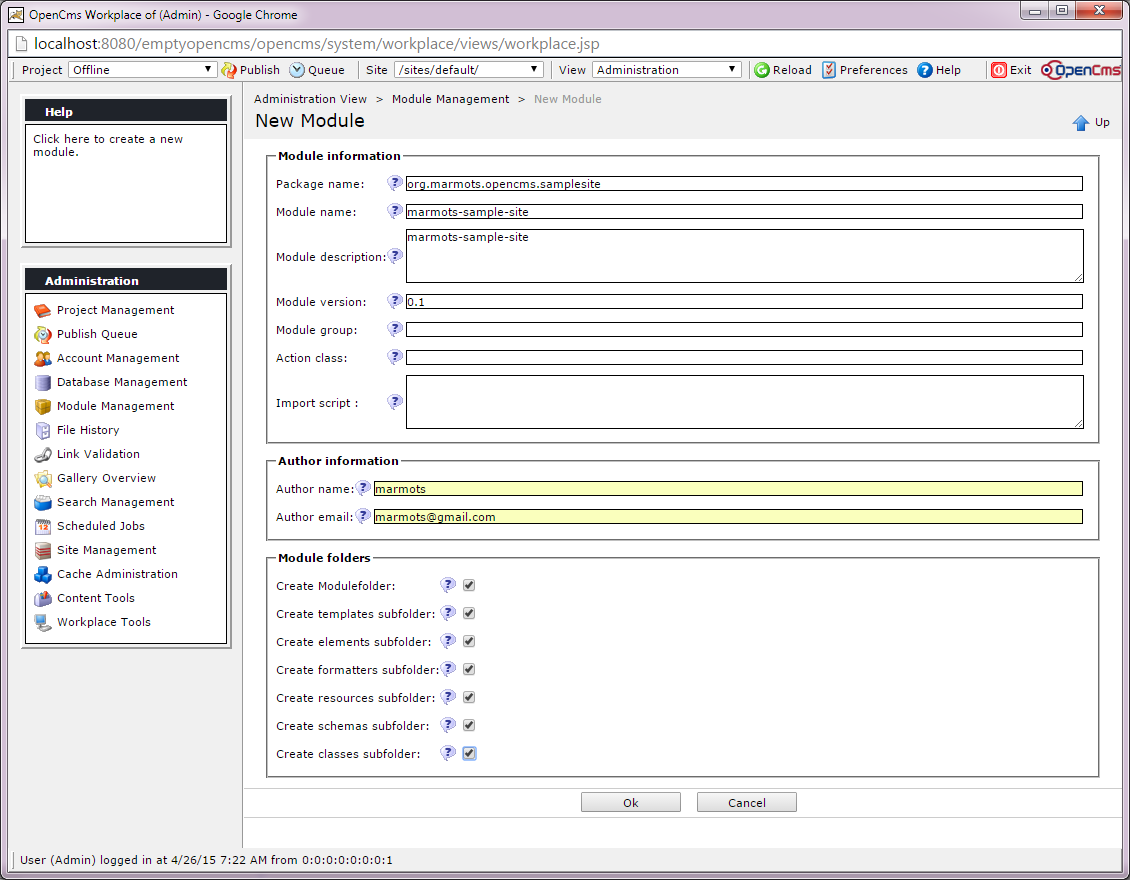 OpenCms Workplace of (Admin) - Google Chrome
localhost:8080/emptyopencms/opencms/system/workplace/views/workplace.jsp
Project Offline Publish Queue Site /sites/default/ View Administration Reload Preferences Help Exit OpenCms
Help
Click here to create a new
module.
Administration
Project Management
Publish Queue
Account Management
Database Management
Module Management
File History
Link Validation
Gallery Overview
Search Management
Scheduled Jobs
Site Management
Cache Administration
Content Tools
Workplace Tools
Administration View > Module Management > New Module
New Module
Up
Module information
Package name: ? org.marmots.opencms.samplesite
Module name: ? marmots-sample-site
Module description: ? marmots-sample-site
Module version: ? 0.1
Module group: ?
Action class: ?
Import script : ?
Author information
Author name: ? marmots
Author email: ? marmots@gmail.com
Module folders
Create Modulefolder: ?
Create templates subfolder: ?
Create elements subfolder: ?
Create formatters subfolder: ?
Create resources subfolder: ?
Create schemas subfolder: ?
Create classes subfolder: ?
Ok Cancel
User (Admin) logged in at 4/26/15 7:22 AM from 0:0:0:0:0:0:0:1